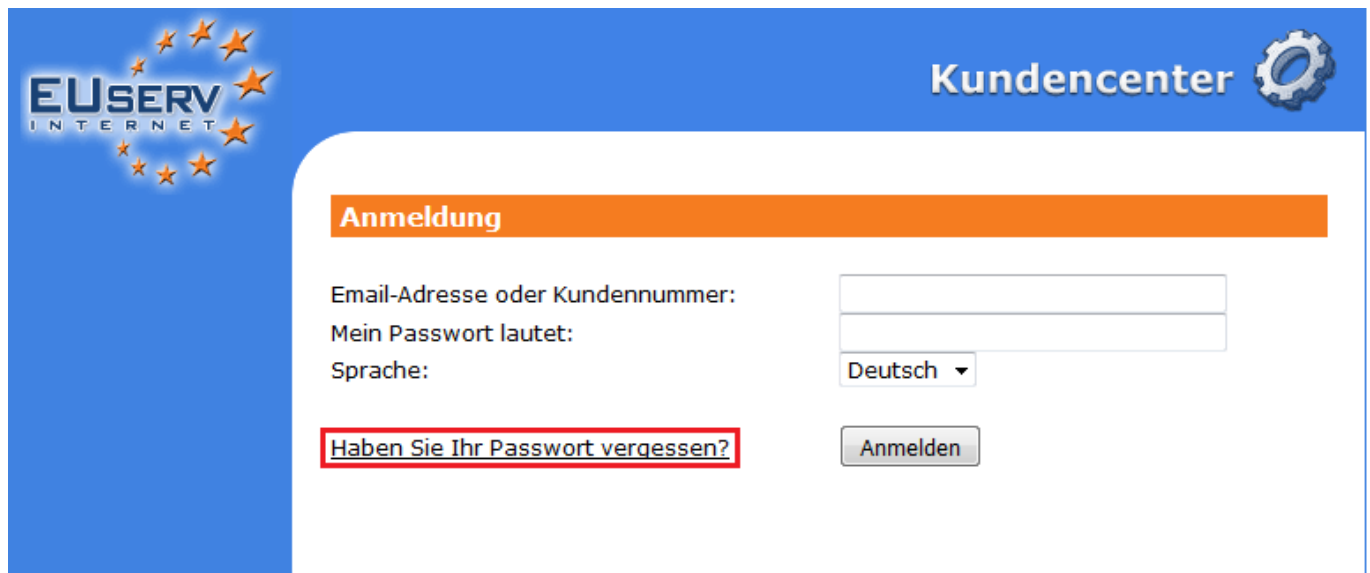 EUSERV
INTERNET
Kundencenter
Anmeldung
Email-Adresse oder Kundennummer:
Mein Passwort lautet:
Sprache: Deutsch
Haben Sie Ihr Passwort vergessen? Anmelden